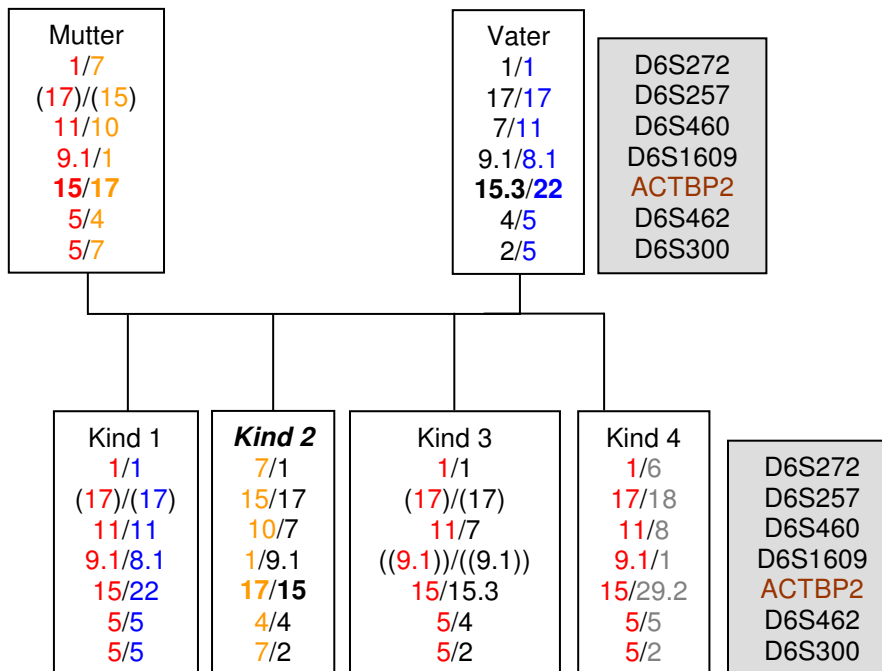 Mutter
1/7
(17)/(15)
11/10
9.1/1
15/17
5/4
5/7
Vater
1/1
17/17
7/11
9.1/8.1
15.3/22
4/5
2/5
D6S272
D6S257
D6S460
D6S1609
ACTBP2
D6S462
D6S300
Kind 1
1/1
(17)/(17)
11/11
9.1/8.1
15/22
5/5
5/5
Kind 2
7/1
15/17
10/7
1/9.1
17/15
4/4
7/2
Kind 3
1/1
(17)/(17)
11/7
((9.1))/((9.1))
15/15.3
5/4
5/2
Kind 4
1/6
17/18
11/8
9.1/1
15/29.2
5/5
5/2
D6S272
D6S257
D6S460
D6S1609
ACTBP2
D6S462
D6S300